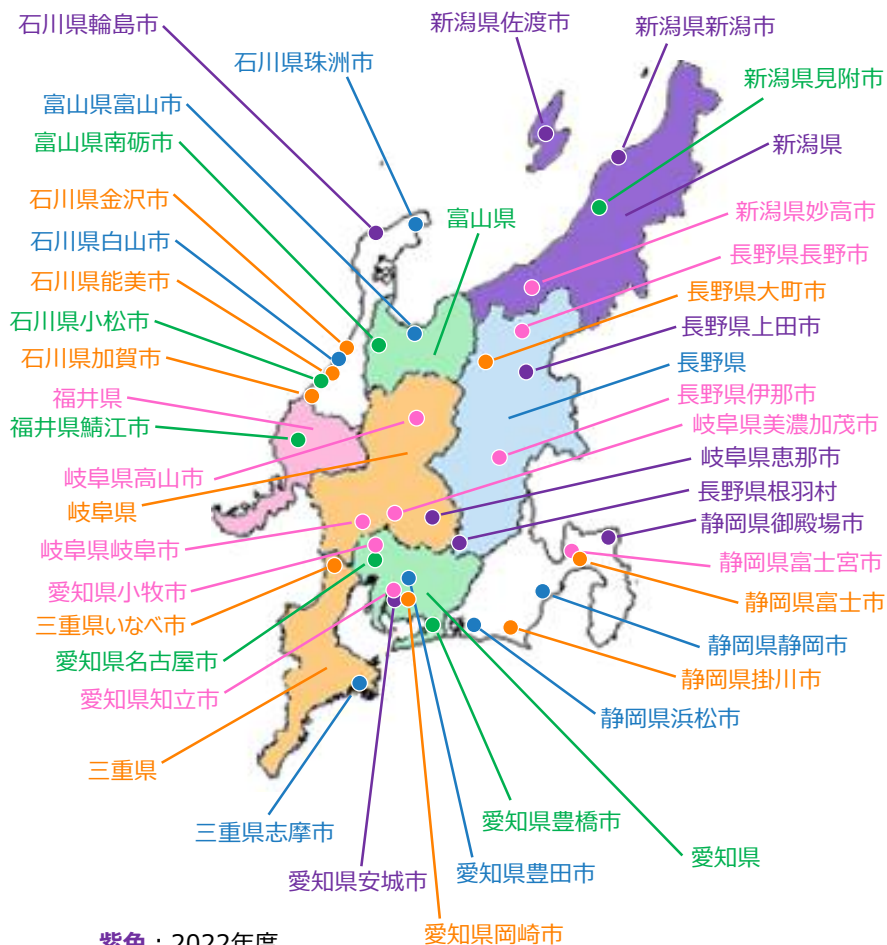 石川県輪島市
新潟県佐渡市
新潟県新潟市
石川県珠洲市
新潟県見附市
富山県富山市
富山県南砺市
新潟県
石川県金沢市
富山県
新潟県妙高市
石川県白山市
長野県長野市
石川県能美市
長野県大町市
石川県小松市
長野県上田市
石川県加賀市
長野県
福井県
長野県伊那市
福井県鯖江市
岐阜県美濃加茂市
岐阜県恵那市
岐阜県高山市
長野県根羽村
岐阜県
静岡県御殿場市
岐阜県岐阜市
静岡県富士宮市
愛知県小牧市
静岡県富士市
三重県いなべ市
静岡県静岡市
愛知県名古屋市
静岡県掛川市
愛知県知立市
静岡県浜松市
三重県
愛知県豊橋市
三重県志摩市
愛知県
愛知県豊田市
愛知県安城市
愛知県岡崎市
紫色：2022年度